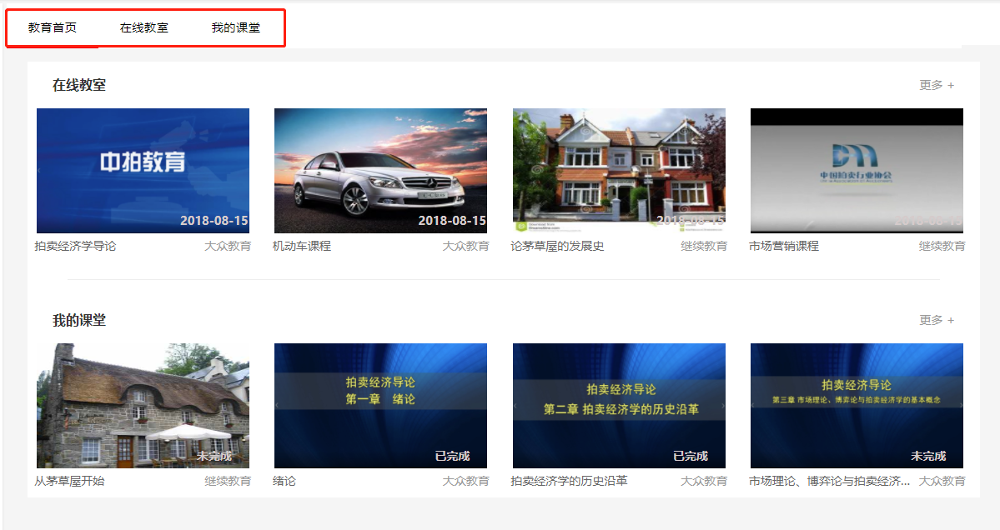 教育首页 在线教室 我的课堂
在线教室 更多 +
中拍教育
2018-08-15
2018-08-15
2018-08-15
中国拍卖行业协会
2018-08-15
拍卖经济学导论 大众教育
机动车课程 大众教育
论茅草屋的发展史 继续教育
市场营销课程 继续教育
我的课堂 更多 +
未完成
拍卖经济学导论
第一章 绪论
已完成
拍卖经济学导论
第二章 拍卖经济学的历史沿革
已完成
拍卖经济学导论
第三章 市场理论、博弈论与拍卖经济学的基本概念
未完成
从茅草屋开始 继续教育
绪论 大众教育
拍卖经济学的历史沿革 大众教育
市场理论、博弈论与拍卖经济... 大众教育